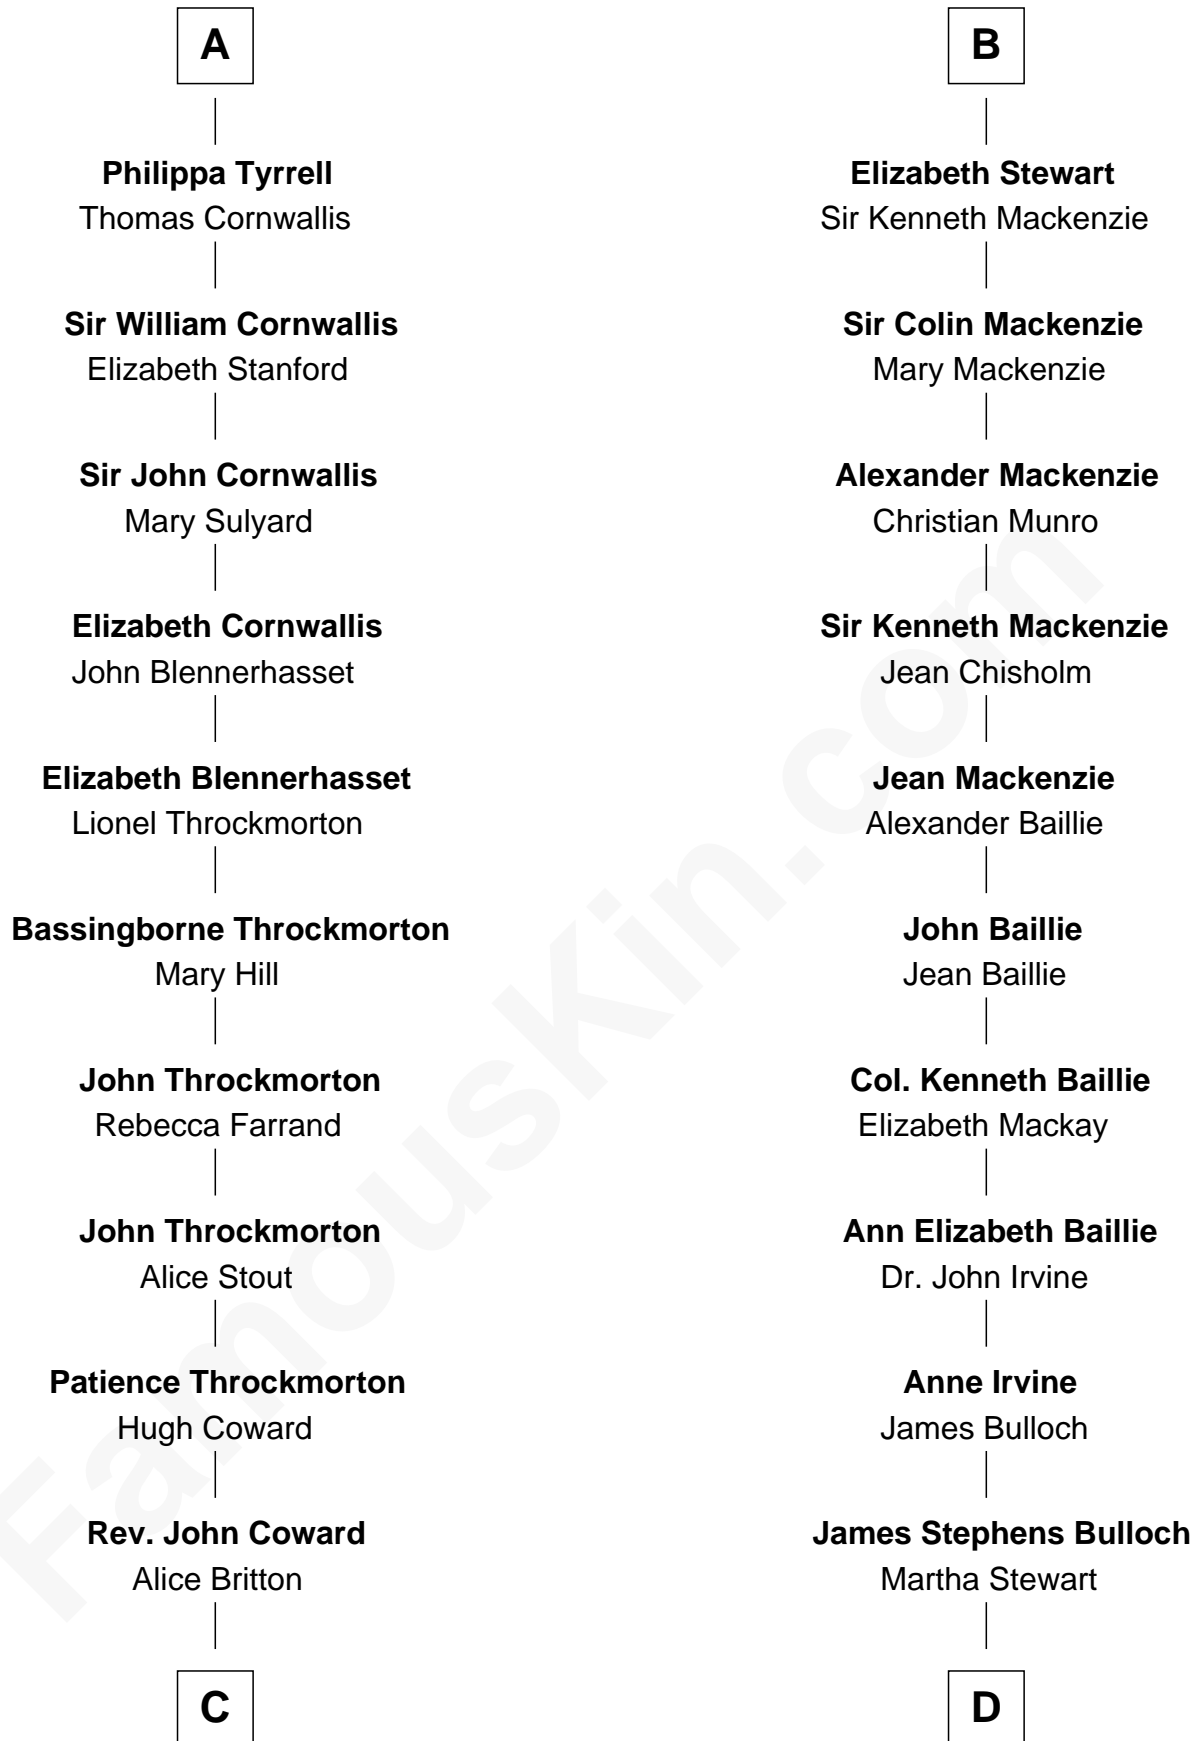 A
Philippa Tyrrell
Thomas Cornwallis
Sir William Cornwallis
Elizabeth Stanford
Sir John Cornwallis
Mary Sulyard
Elizabeth Cornwallis
John Blennerhasset
Elizabeth Blennerhasset
Lionel Throckmorton
Bassingborne Throckmorton
Mary Hill
John Throckmorton
Rebecca Farrand
John Throckmorton
Alice Stout
Patience Throckmorton
Hugh Coward
Rev. John Coward
Alice Britton
C
B
Elizabeth Stewart
Sir Kenneth Mackenzie
Sir Colin Mackenzie
Mary Mackenzie
Alexander Mackenzie
Christian Munro
Sir Kenneth Mackenzie
Jean Chisholm
Jean Mackenzie
Alexander Baillie
John Baillie
Jean Baillie
Col. Kenneth Baillie
Elizabeth Mackay
Ann Elizabeth Baillie
Dr. John Irvine
Anne Irvine
James Bulloch
James Stephens Bulloch
Martha Stewart
D
FamousKin.com